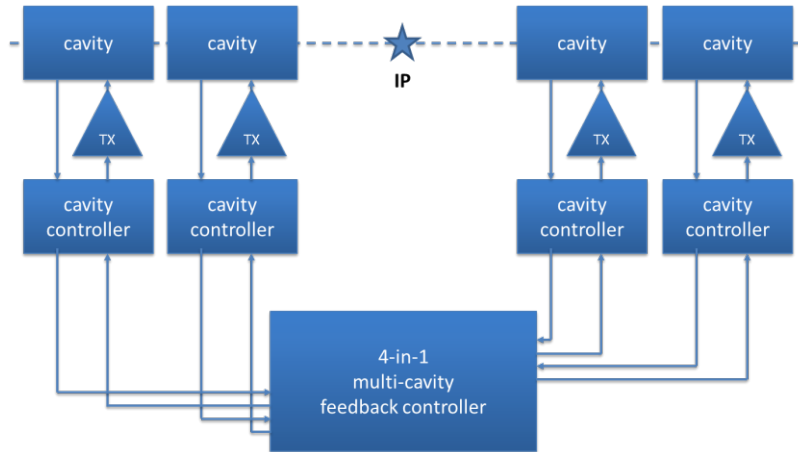 cavity
cavity
cavity
cavity
IP
TX
TX
TX
TX
cavity
controller
cavity
controller
cavity
controller
cavity
controller
4-in-1
multi-cavity
feedback controller